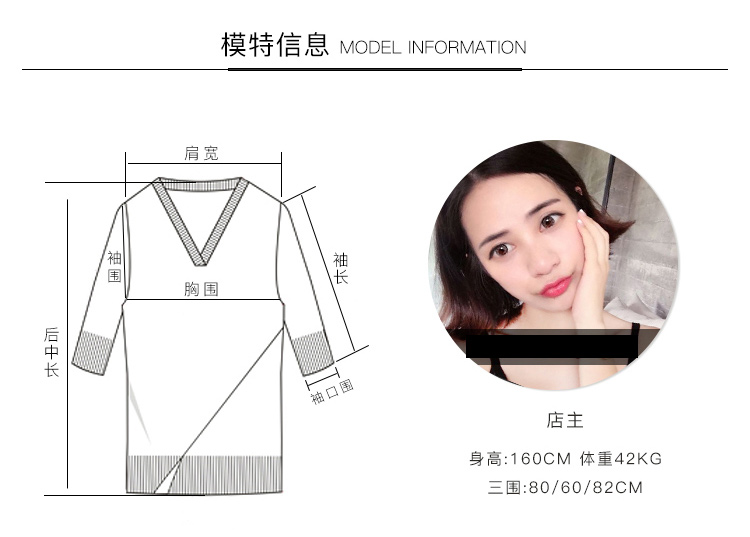 模特信息 MODEL INFORMATION
肩宽
袖围
袖长
胸围
后中长
袖口围
店主
身高:160CM 体重42KG
三围:80/60/82CM